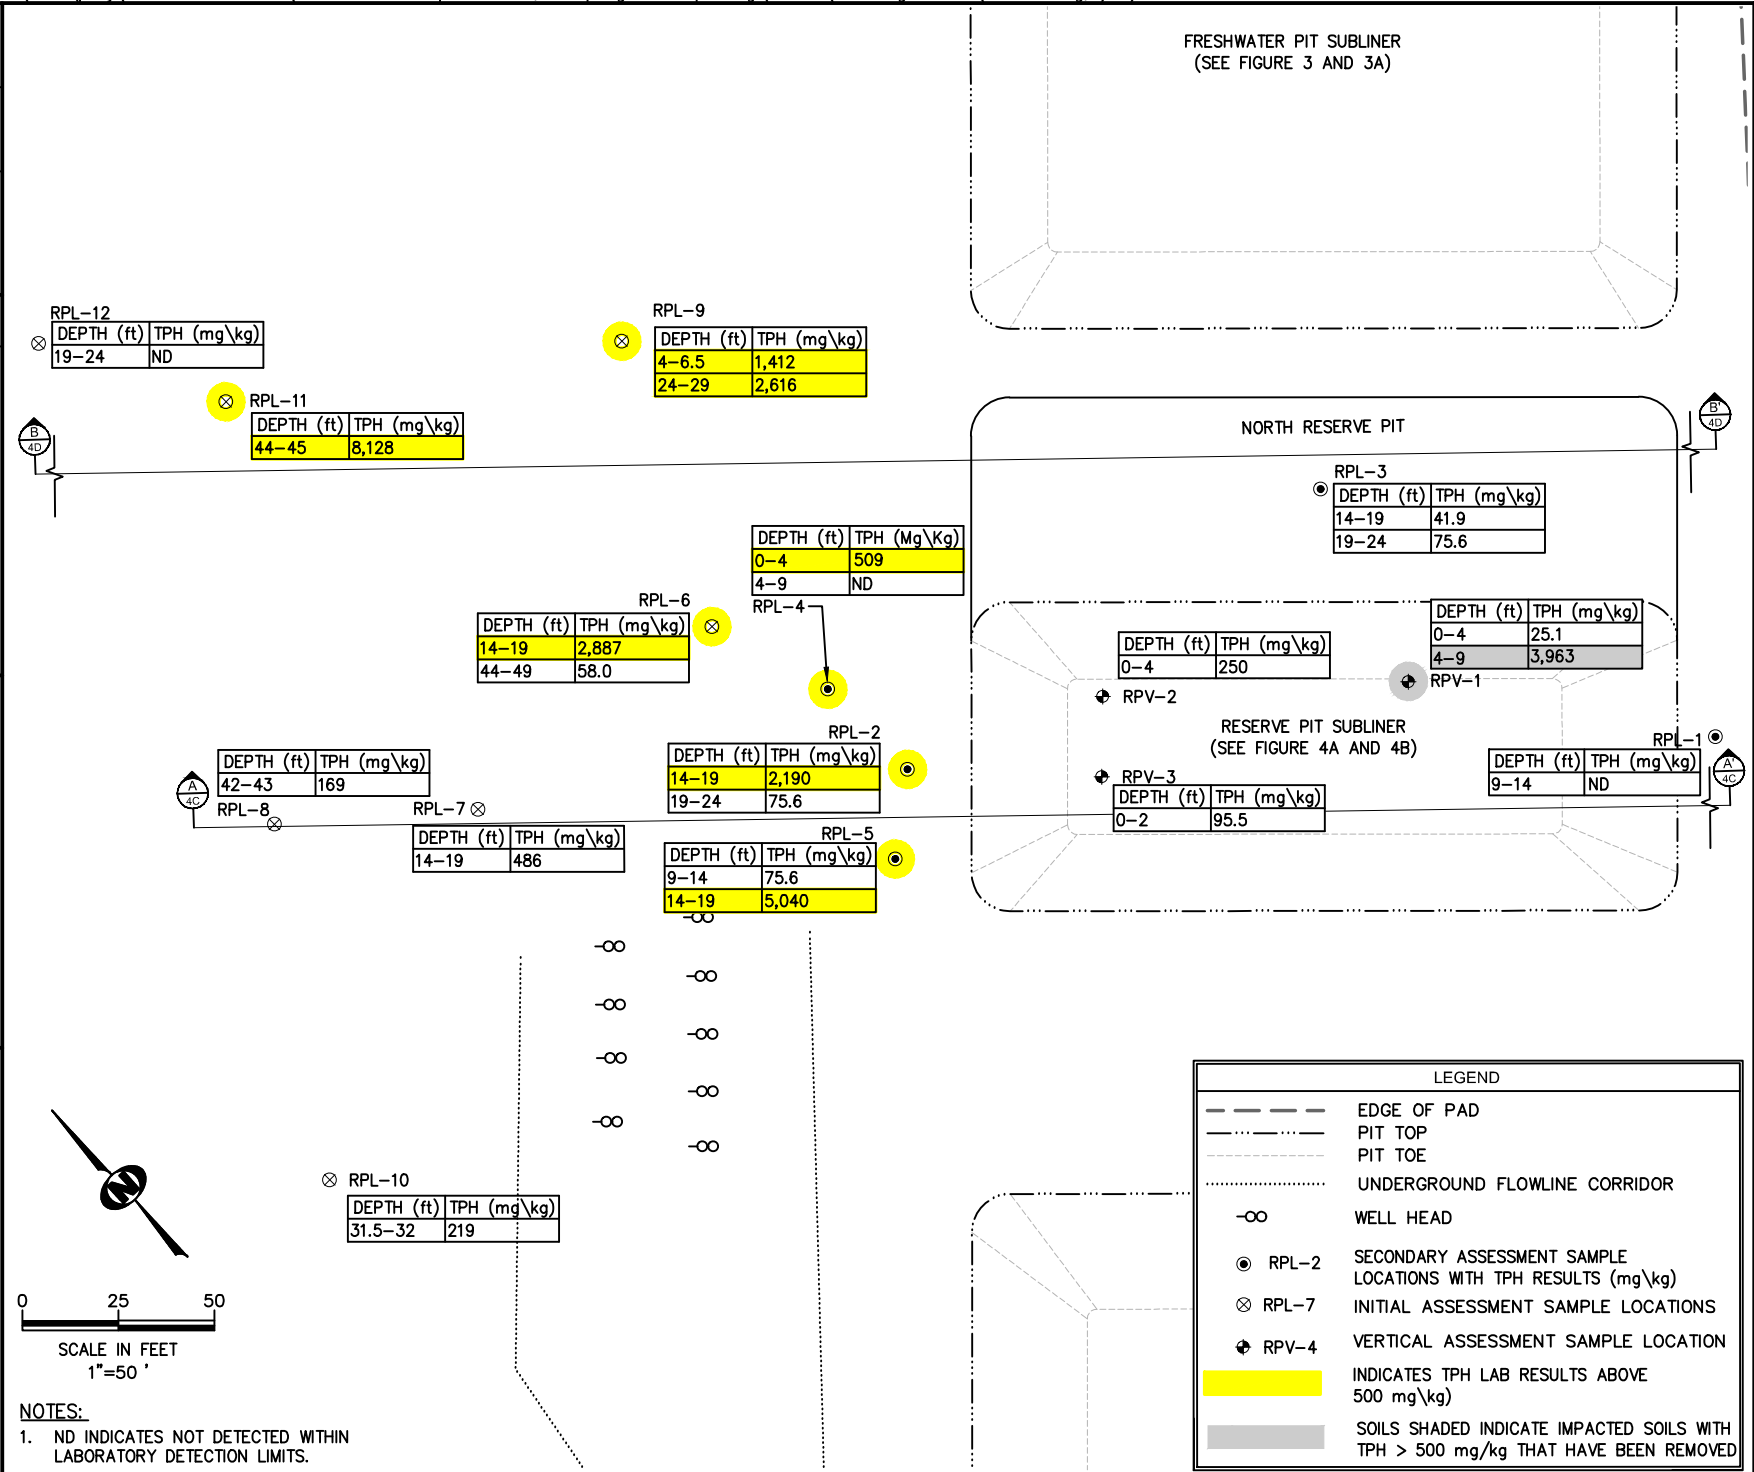 FRESHWATER PIT SUBLINER
(SEE FIGURE 3 AND 3A)
RPL-12
DEPTH (ft) TPH (mg\kg)
19-24 ND
RPL-9
DEPTH (ft) TPH (mg\kg)
4-6.5 1,412
24-29 2,616
RPL-11
DEPTH (ft) TPH (mg\kg)
44-45 8,128
B
4D
B'
4D
NORTH RESERVE PIT
RPL-3
DEPTH (ft) TPH (mg\kg)
14-19 41.9
19-24 75.6
DEPTH (ft) TPH (Mg\Kg)
0-4 509
4-9 ND
RPL-4
RPL-6
DEPTH (ft) TPH (mg\kg)
14-19 2,887
44-49 58.0
DEPTH (ft) TPH (mg\kg)
0-4 25.1
4-9 3,963
RPV-1
DEPTH (ft) TPH (mg\kg)
0-4 250
RPV-2
RESERVE PIT SUBLINER
(SEE FIGURE 4A AND 4B)
RPL-2
DEPTH (ft) TPH (mg\kg)
14-19 2,190
19-24 75.6
RPL-1
DEPTH (ft) TPH (mg\kg)
9-14 ND
A'
4C
A
4C
DEPTH (ft) TPH (mg\kg)
42-43 169
RPL-8
RPL-7
DEPTH (ft) TPH (mg\kg)
14-19 486
RPV-3
DEPTH (ft) TPH (mg\kg)
0-2 95.5
RPL-5
DEPTH (ft) TPH (mg\kg)
9-14 75.6
14-19 5,040
N
RPL-10
DEPTH (ft) TPH (mg\kg)
31.5-32 219
0 25 50
SCALE IN FEET
1"=50 '
NOTES:
1. ND INDICATES NOT DETECTED WITHIN
LABORATORY DETECTION LIMITS.
LEGEND
EDGE OF PAD
PIT TOP
PIT TOE
UNDERGROUND FLOWLINE CORRIDOR
WELL HEAD
RPL-2 SECONDARY ASSESSMENT SAMPLE
LOCATIONS WITH TPH RESULTS (mg\kg)
RPL-7 INITIAL ASSESSMENT SAMPLE LOCATIONS
RPV-4 VERTICAL ASSESSMENT SAMPLE LOCATION
INDICATES TPH LAB RESULTS ABOVE
500 mg\kg)
SOILS SHADED INDICATE IMPACTED SOILS WITH
TPH > 500 mg/kg THAT HAVE BEEN REMOVED